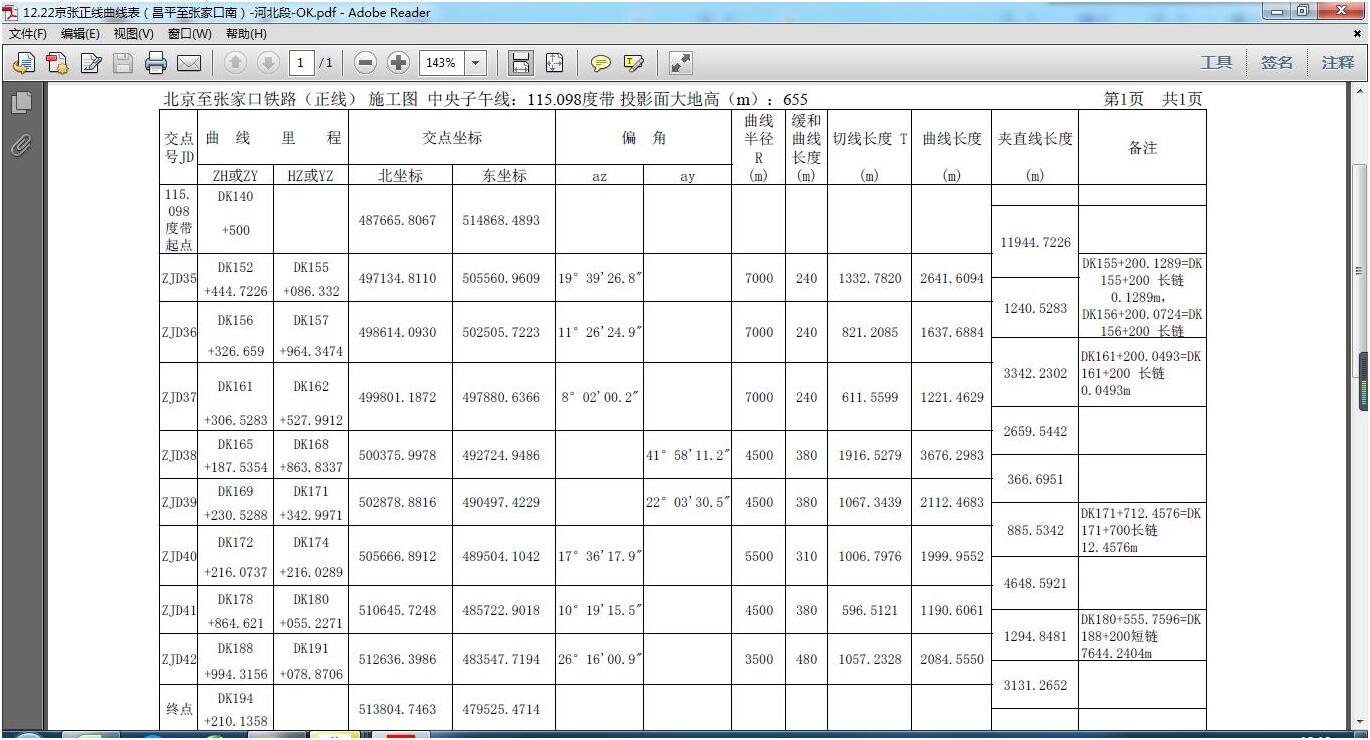 12.22京张正线曲线表（昌平至张家口南）-河北段-OK.pdf - Adobe Reader
文件(F) 编辑(E) 视图(V) 窗口(W) 帮助(H)
1 / 1 143% 工具 签名 注释
北京至张家口铁路（正线） 施工图 中央子午线：115.098度带 投影面大地高（m）：655 第1页 共1页
交点号JD 曲 线 里 程 交点坐标 偏 角 曲线半径R(m) 缓和曲线长度(m) 切线长度 T (m) 曲线长度 (m) 夹直线长度 (m) 备注
ZH或ZY HZ或YZ 北坐标 东坐标 az ay
115.098度带起点 DK140 +500 487665.8067 514868.4893
11944.7226
ZJD35 DK152 +444.7226 DK155 +086.332 497134.8110 505560.9609 19° 39'26.8" 7000 240 1332.7820 2641.6094
DK155+200.1289=DK
155+200 长链
0.1289m，
DK156+200.0724=DK
156+200 长链
1240.5283
ZJD36 DK156 +326.659 DK157 +964.3474 498614.0930 502505.7223 11° 26'24.9" 7000 240 821.2085 1637.6884
3342.2302
DK161+200.0493=DK
161+200 长链
0.0493m
ZJD37 DK161 +306.5283 DK162 +527.9912 499801.1872 497880.6366 8° 02'00.2" 7000 240 611.5599 1221.4629
2659.5442
ZJD38 DK165 +187.5354 DK168 +863.8337 500375.9978 492724.9486 41° 58'11.2" 4500 380 1916.5279 3676.2983
366.6951
ZJD39 DK169 +230.5288 DK171 +342.9971 502878.8816 490497.4229 22° 03'30.5" 4500 380 1067.3439 2112.4683
885.5342
DK171+712.4576=DK
171+700长链
12.4576m
ZJD40 DK172 +216.0737 DK174 +216.0289 505666.8912 489504.1042 17° 36'17.9" 5500 310 1006.7976 1999.9552
4648.5921
ZJD41 DK178 +864.621 DK180 +055.2271 510645.7248 485722.9018 10° 19'15.5" 4500 380 596.5121 1190.6061
1294.8481
DK180+555.7596=DK
188+200短链
7644.2404m
ZJD42 DK188 +994.3156 DK191 +078.8706 512636.3986 483547.7194 26° 16'00.9" 3500 480 1057.2328 2084.5550
3131.2652
终点 DK194 +210.1358 513804.7463 479525.4714